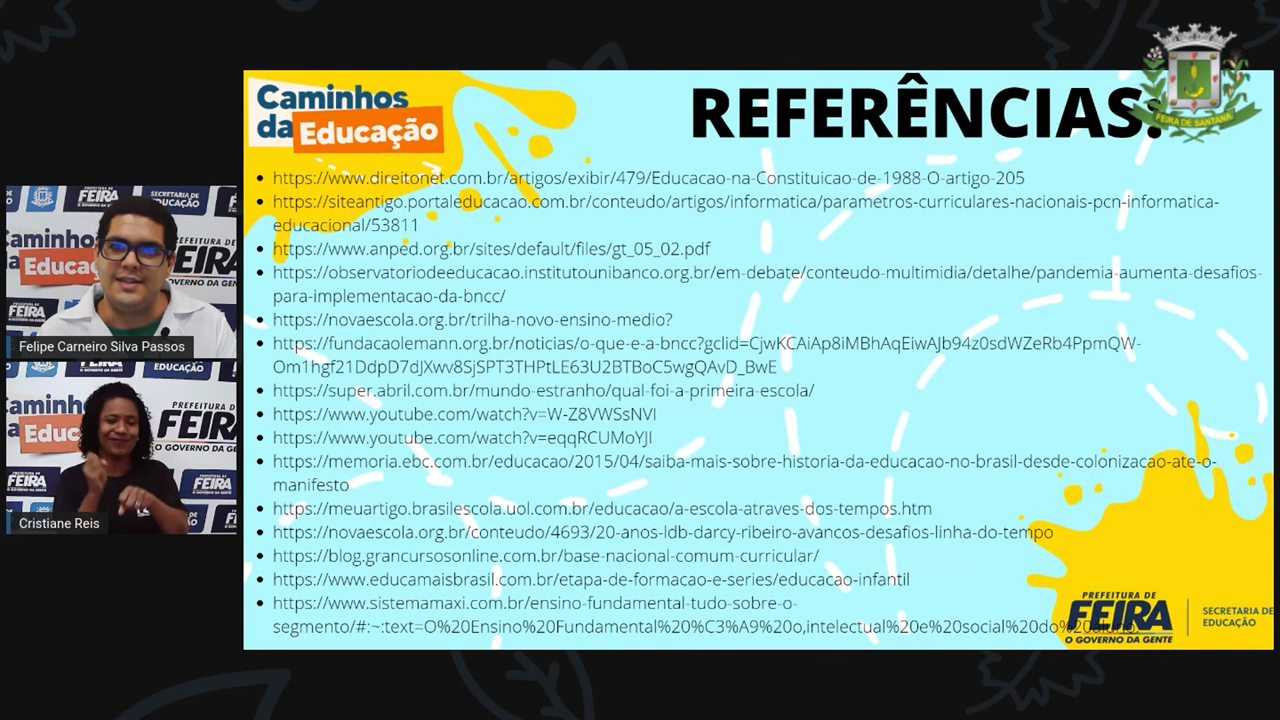 FEIRA DE SANTANA
Caminhos
da Educação
REFERÊNCIAS:
https://www.direitonet.com.br/artigos/exibir/479/Educacao-na-Constituicao-de-1988-O-artigo-205
https://siteantigo.portaleducacao.com.br/conteudo/artigos/informatica/parametros-curriculares-nacionais-pcn-informatica-
educacional/53811
https://www.anped.org.br/sites/default/files/gt_05_02.pdf
https://observatoriodeeducacao.institutounibanco.org.br/em-debate/conteudo-multimidia/detalhe/pandemia-aumenta-desafios-
para-implementacao-da-bncc/
https://novaescola.org.br/trilha-novo-ensino-medio?
https://fundacaolemann.org.br/noticias/o-que-e-a-bncc?gclid=CjwKCAiAp8iMBhAqEiwAJb94z0sdWZeRb4PpmQW-
Om1hgf21DdpD7dJXwv8SjSPT3THPtLE63U2BTBoC5wgQAvD_BwE
https://super.abril.com.br/mundo-estranho/qual-foi-a-primeira-escola/
https://www.youtube.com/watch?v=W-Z8VWSsNVI
https://www.youtube.com/watch?v=eqqRCUMoYJI
https://memoria.ebc.com.br/educacao/2015/04/saiba-mais-sobre-historia-da-educacao-no-brasil-desde-colonizacao-ate-o-
manifesto
https://meuartigo.brasilescola.uol.com.br/educacao/a-escola-atraves-dos-tempos.htm
https://novaescola.org.br/conteudo/4693/20-anos-ldb-darcy-ribeiro-avancos-desafios-linha-do-tempo
https://blog.grancursosonline.com.br/base-nacional-comum-curricular/
https://www.educamaisbrasil.com.br/etapa-de-formacao-e-series/educacao-infantil
https://www.sistemamaxi.com.br/ensino-fundamental-tudo-sobre-o-
segmento/#:~:text=O%20Ensino%20Fundamental%20%C3%A9%20o,intelectual%20e%20social%20do%20aluno.
PREFEITURA DE
FEIRA
O GOVERNO DA GENTE
SECRETARIA DE
EDUCAÇÃO
Felipe Carneiro Silva Passos
Cristiane Reis